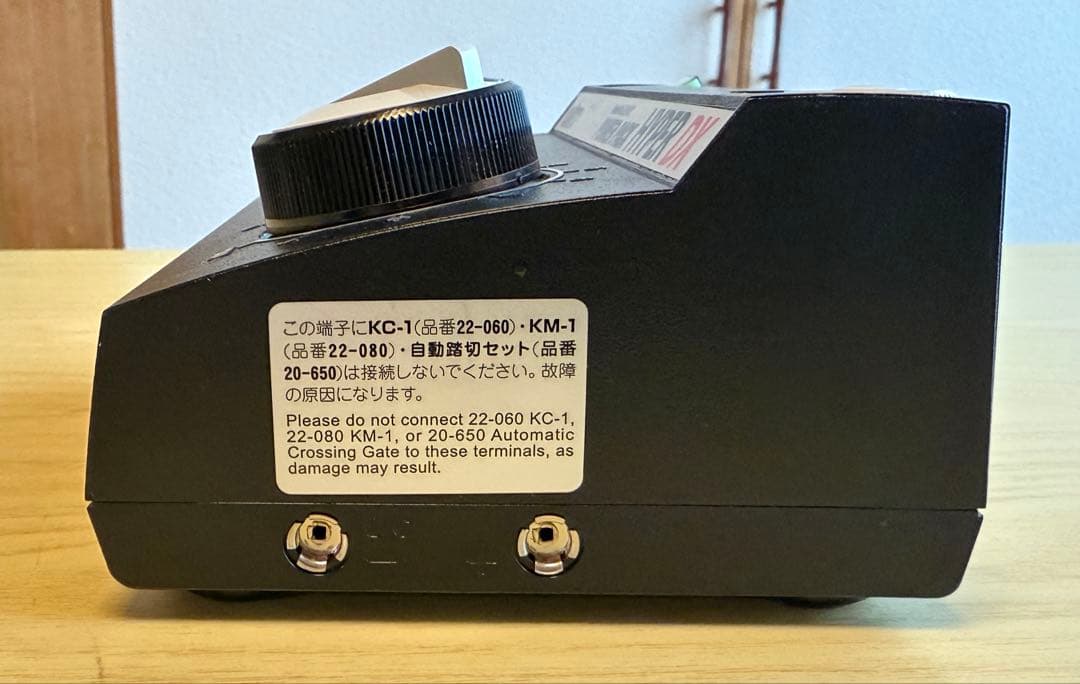 HYPER DX
この端子にKC-1(品番22-060)・KM-1
(品番22-080)・自動踏切セット(品番
20-650)は接続しないでください。故障
の原因になります。
Please do not connect 22-060 KC-1,
22-080 KM-1, or 20-650 Automatic
Crossing Gate to these terminals, as
damage may result.